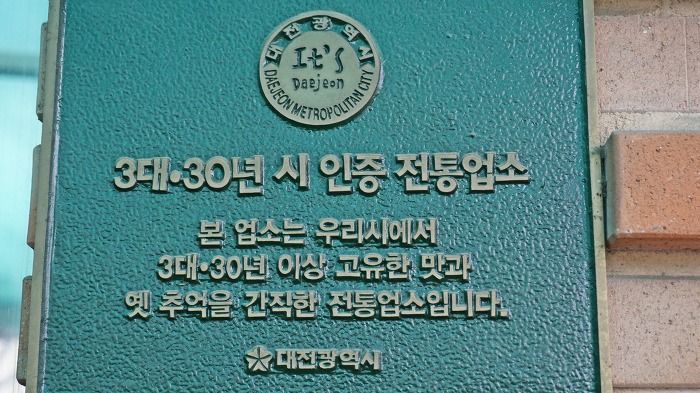 대전광역시
It's
Daejeon
DAEJEON METROPOLITAN CITY
3대·30년 시 인증 전통업소
본 업소는 우리시에서
3대·30년 이상 고유한 맛과
옛 추억을 간직한 전통업소입니다.
대전광역시